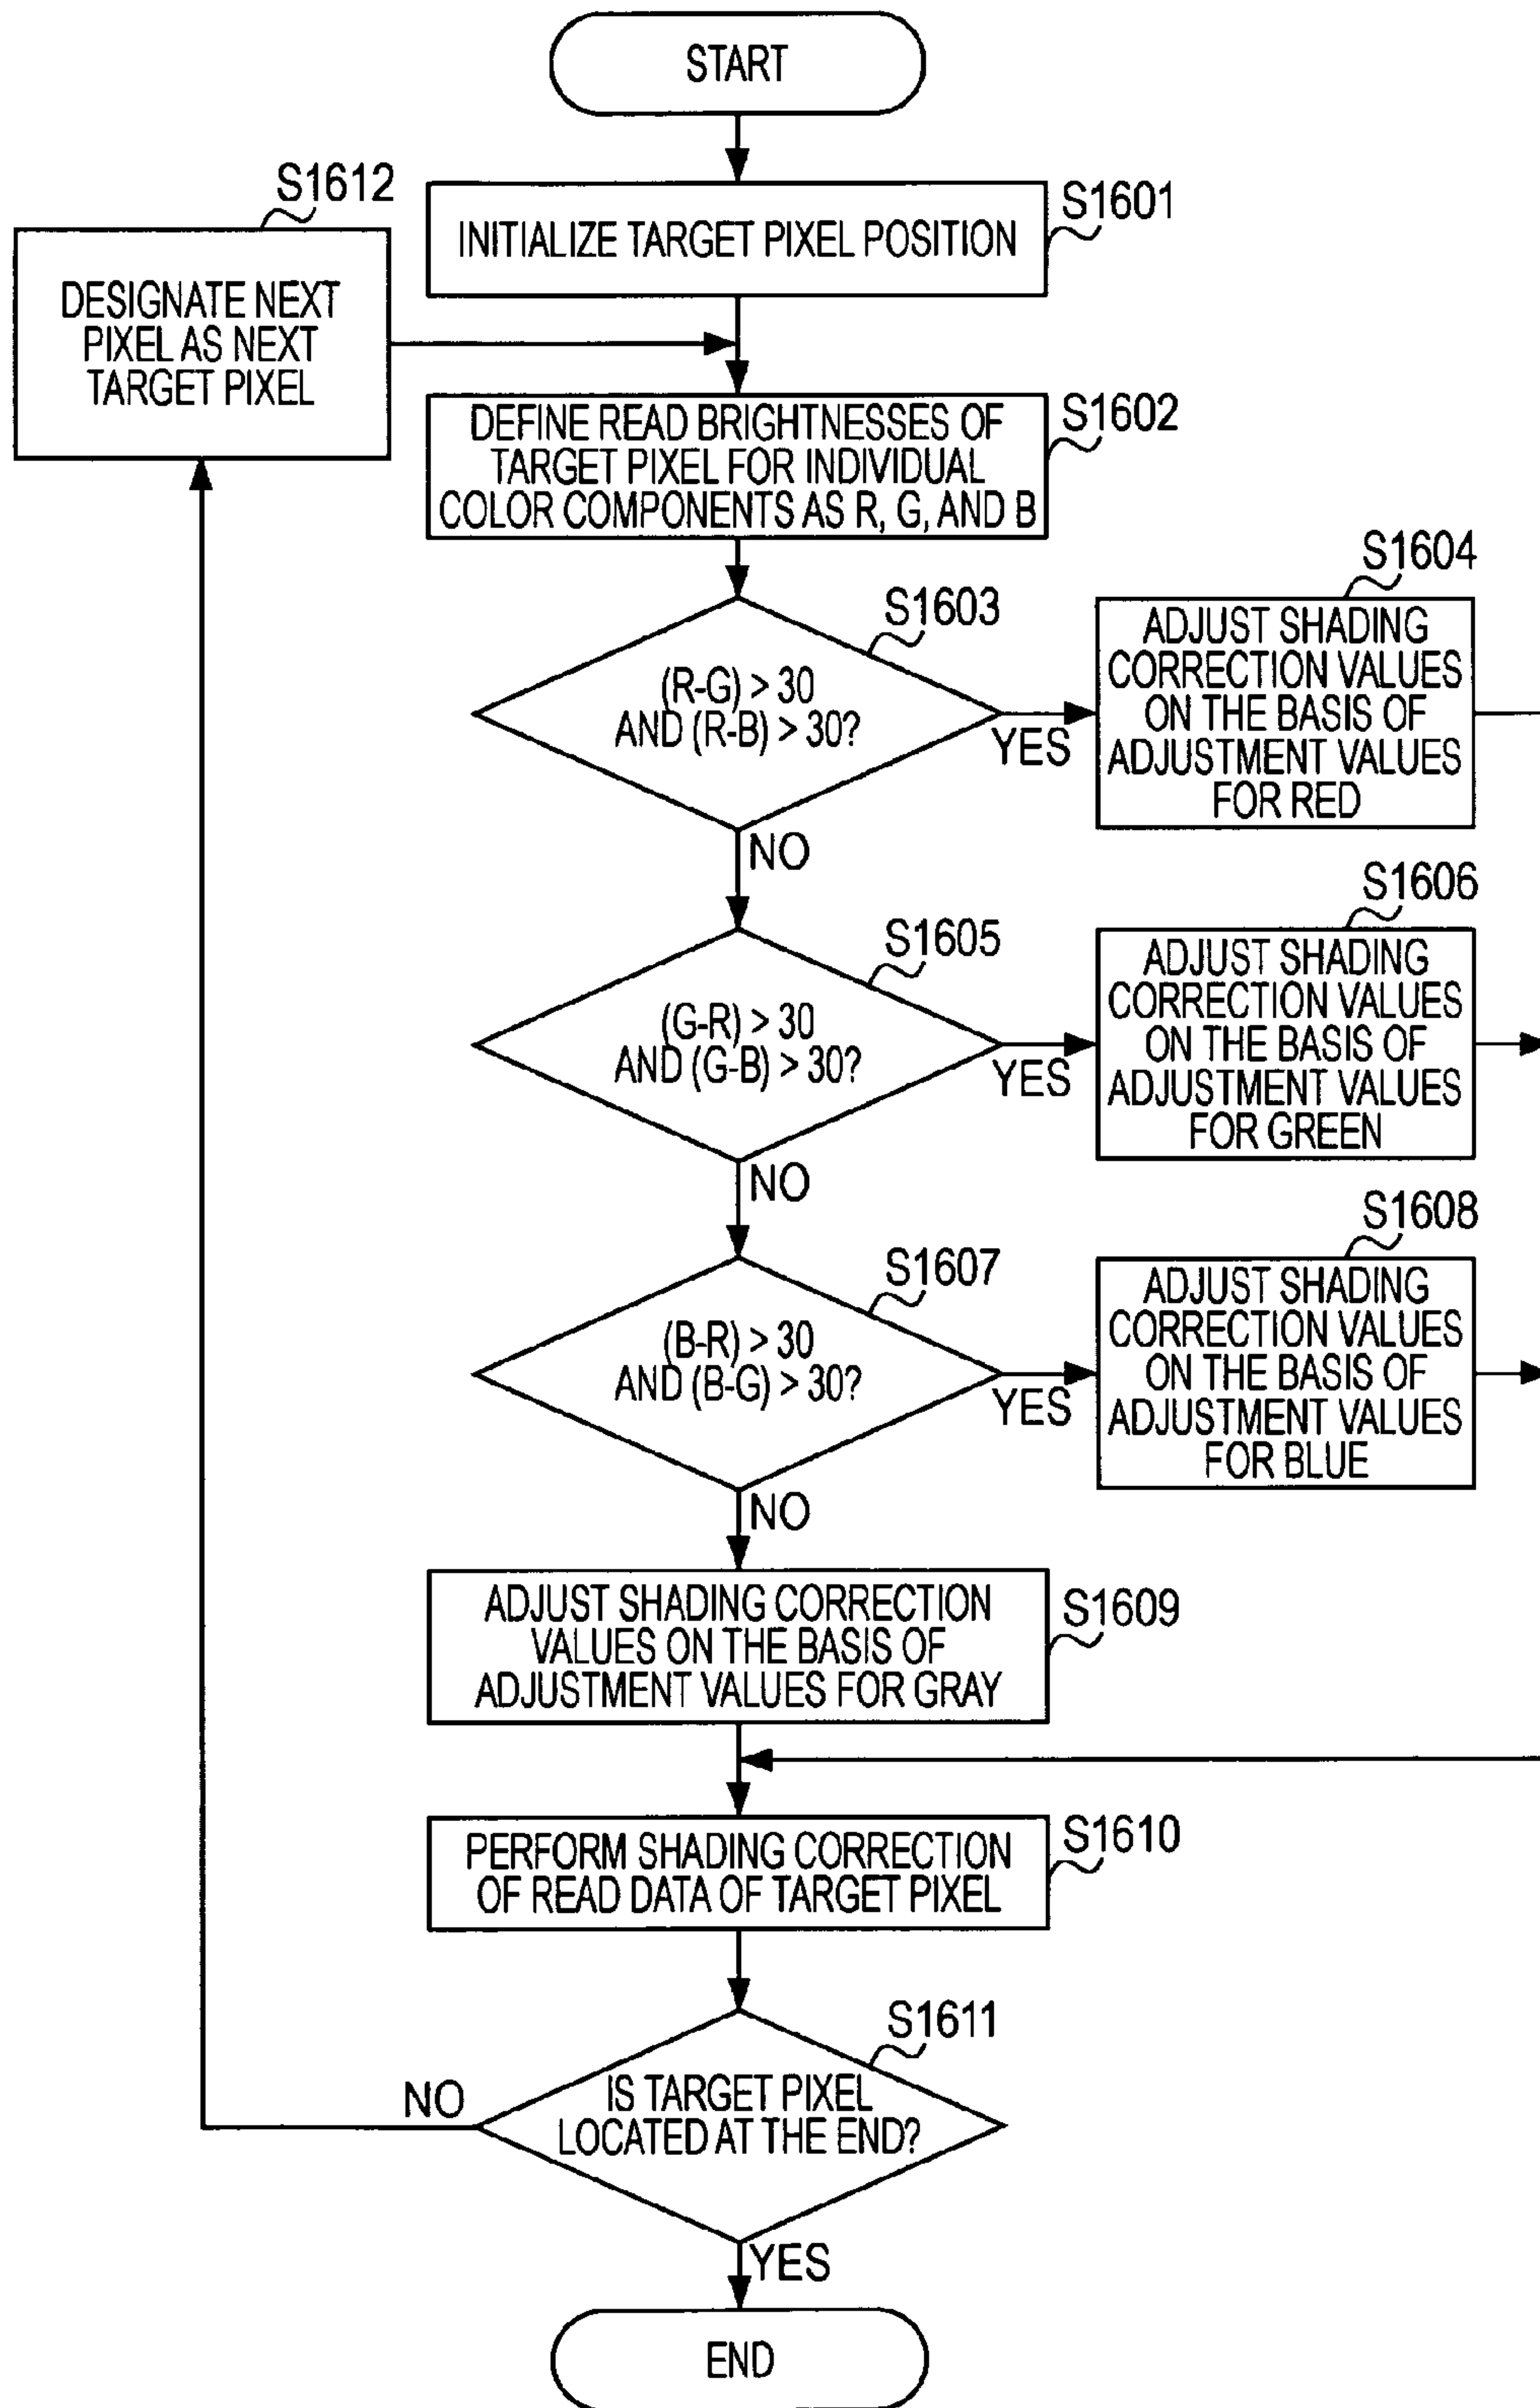 START
S1612
S1601
INITIALIZE TARGET PIXEL POSITION
DESIGNATE NEXT
PIXEL AS NEXT
TARGET PIXEL
S1602
DEFINE READ BRIGHTNESSES OF
TARGET PIXEL FOR INDIVIDUAL
COLOR COMPONENTS AS R, G, AND B
S1603
(R-G) > 30
AND (R-B) > 30?
YES
NO
S1604
ADJUST SHADING
CORRECTION VALUES
ON THE BASIS OF
ADJUSTMENT VALUES
FOR RED
S1605
(G-R) > 30
AND (G-B) > 30?
YES
NO
S1606
ADJUST SHADING
CORRECTION VALUES
ON THE BASIS OF
ADJUSTMENT VALUES
FOR GREEN
S1607
(B-R) > 30
AND (B-G) > 30?
YES
NO
S1608
ADJUST SHADING
CORRECTION VALUES
ON THE BASIS OF
ADJUSTMENT VALUES
FOR BLUE
S1609
ADJUST SHADING CORRECTION
VALUES ON THE BASIS OF
ADJUSTMENT VALUES FOR GRAY
S1610
PERFORM SHADING CORRECTION
OF READ DATA OF TARGET PIXEL
S1611
IS TARGET PIXEL
LOCATED AT THE END?
NO
YES
END